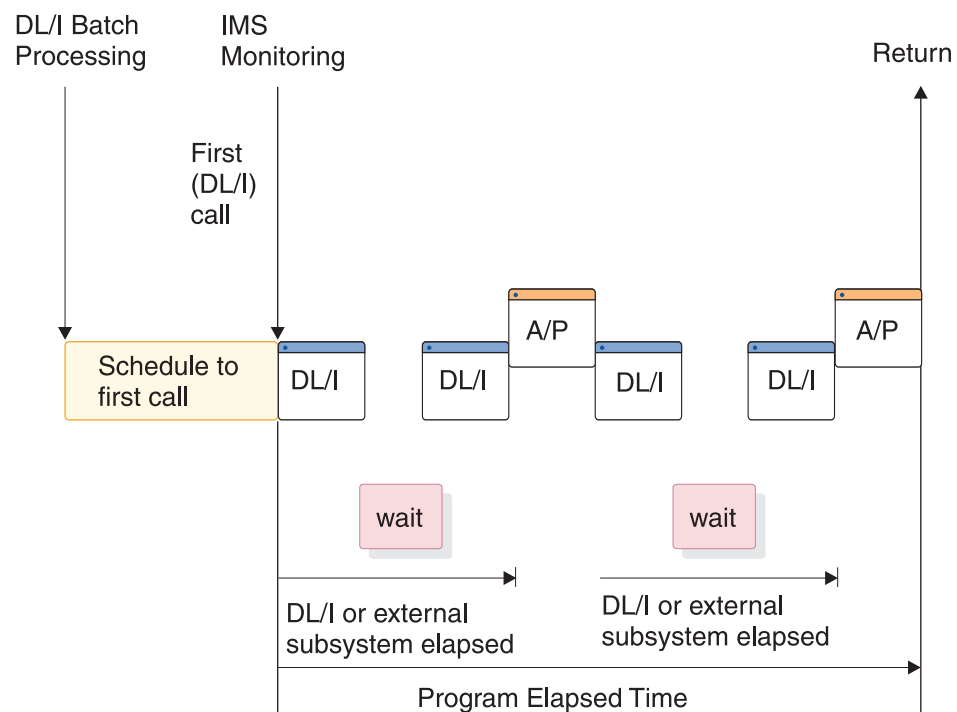 DL/I Batch
Processing
IMS
Monitoring
Return
First
(DL/I)
call
Schedule to
first call
DL/I
DL/I
A/P
DL/I
DL/I
A/P
wait
wait
DL/I or external
subsystem elapsed
DL/I or external
subsystem elapsed
Program Elapsed Time